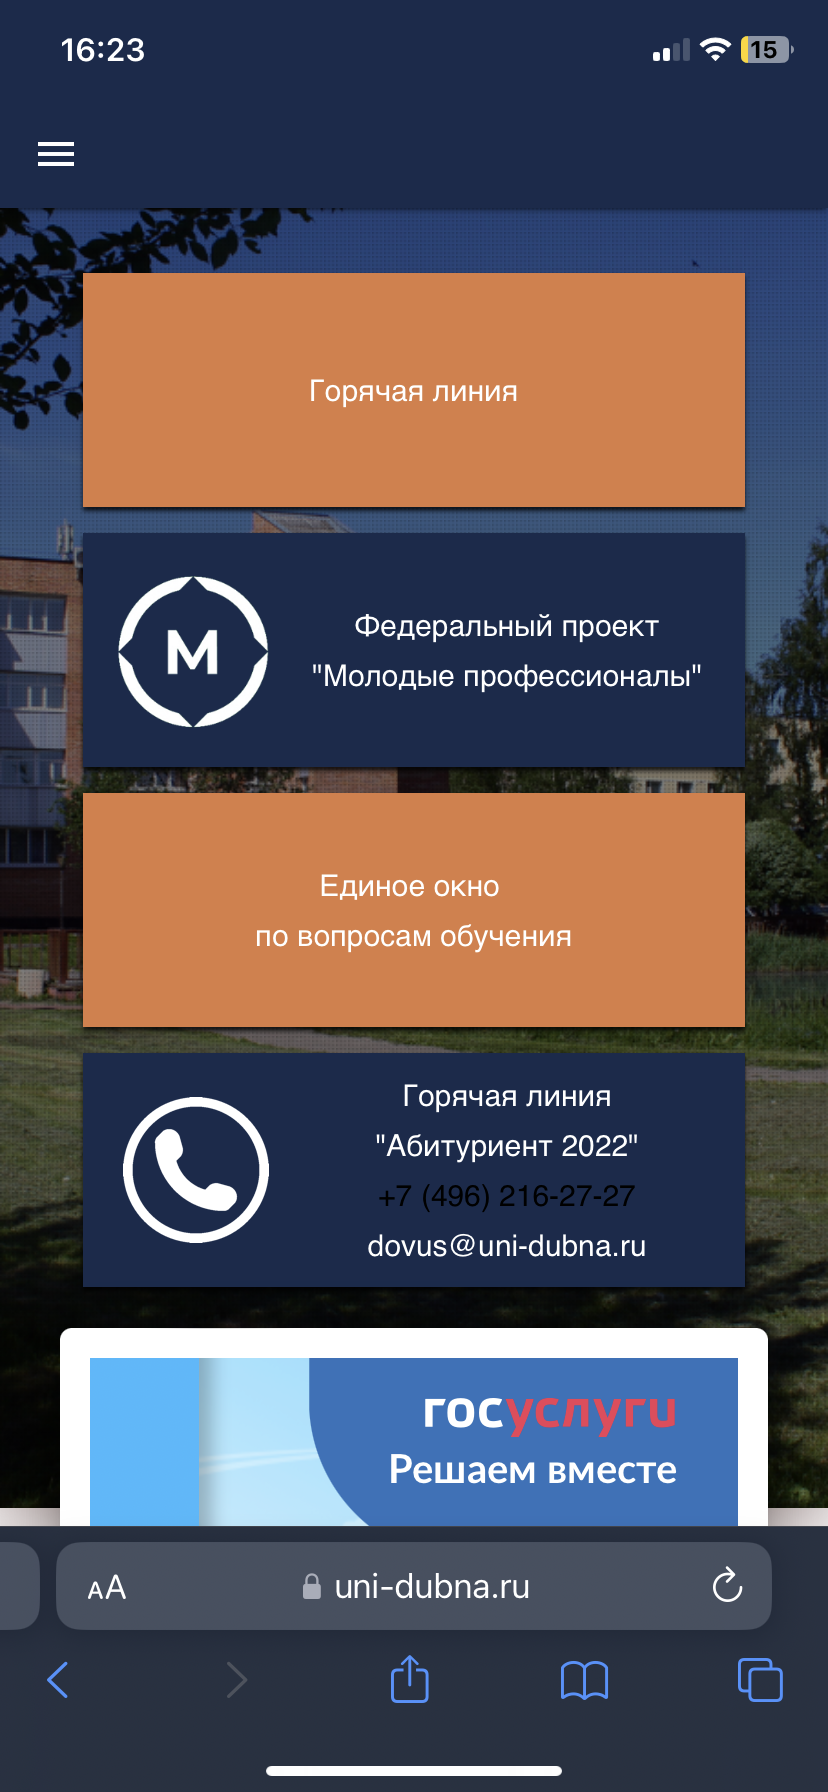 16:23
15
Горячая линия
М
Федеральный проект
"Молодые профессионалы"
Единое окно
по вопросам обучения
Горячая линия
"Абитуриент 2022"
+7 (496) 216-27-27
dovus@uni-dubna.ru
госуслуги
Решаем вместе
AA
uni-dubna.ru